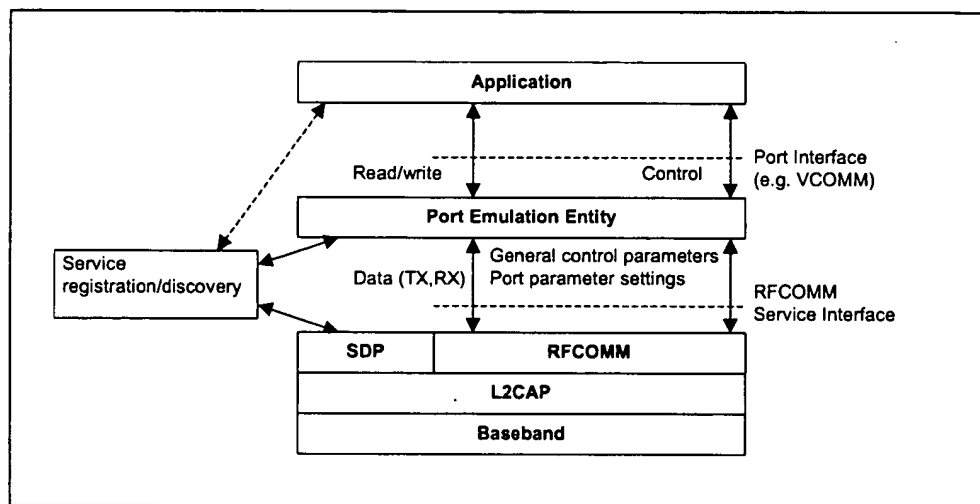 Application
Read/write
Control
Port Interface
(e.g. VCOMM)
Port Emulation Entity
Service
registration/discovery
Data (TX,RX)
General control parameters
Port parameter settings
RFCOMM
Service Interface
SDP
RFCOMM
L2CAP
Baseband